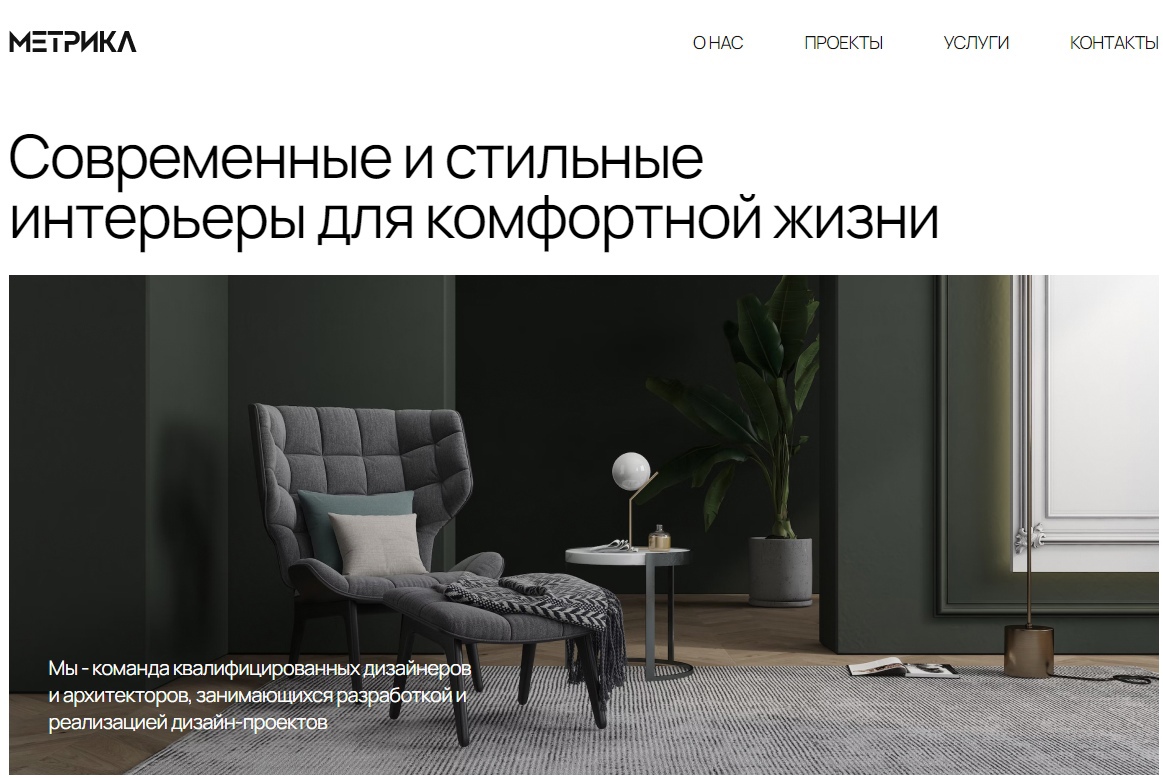 МЕТРИКА
О НАС ПРОЕКТЫ УСЛУГИ КОНТАКТЫ
Современные и стильные
интерьеры для комфортной жизни
Мы - команда квалифицированных дизайнеров
и архитекторов, занимающихся разработкой и
реализацией дизайн-проектов